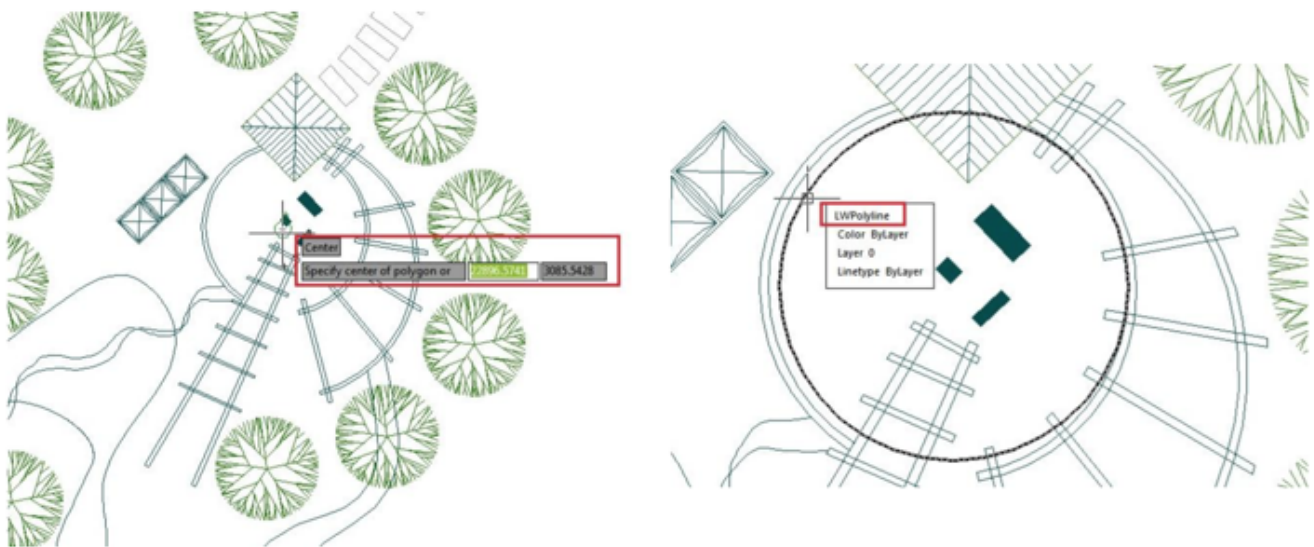 Center
Specify center of polygon or 22896.5741 3085.5428
LWPolyline
Color ByLayer
Layer 0
Linetype ByLayer